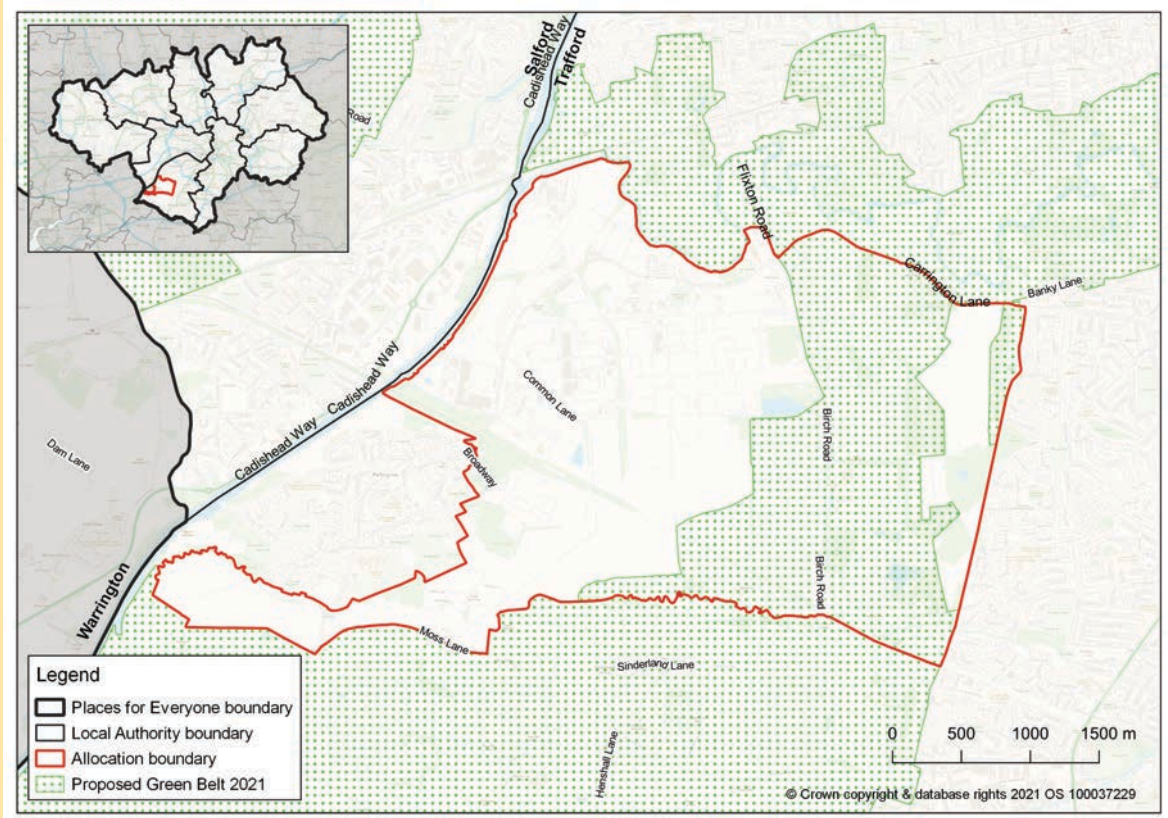 Salford
Cadishead Way
Trafford
Road
Flixton Road
Carrington Lane
Banky Lane
Cadishead Way
Common Lane
Cadishead Way
Broadway
Birch Road
Dam Lane
Birch Road
Warrington
Moss Lane
Sinderland Lane
Henshall Lane
Legend
Places for Everyone boundary
Local Authority boundary
Allocation boundary
Proposed Green Belt 2021
0 500 1000 1500 m
© Crown copyright & database rights 2021 OS 100037229